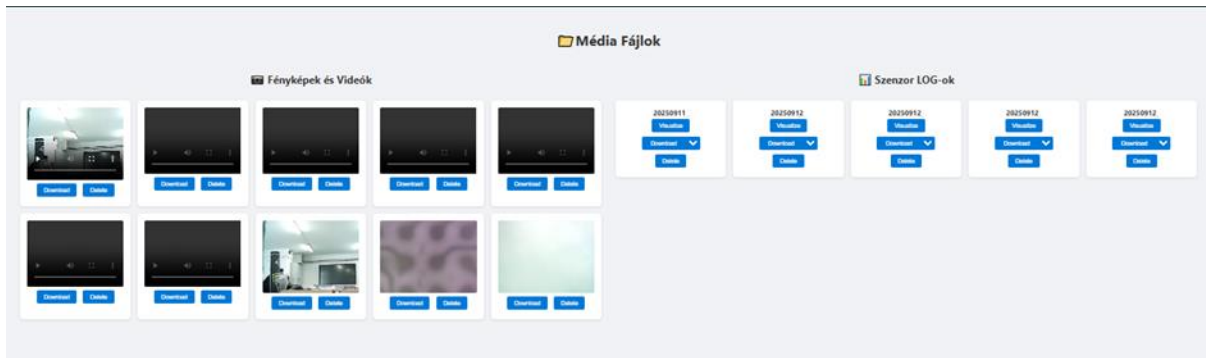 📁 Média Fájlok
📷 Fényképek és Videók
Download Delete
Download Delete
Download Delete
Download Delete
Download Delete
Download Delete
Download Delete
Download Delete
Download Delete
Download Delete
📊 Szenzor LOG-ok
20250911
Visualize
Download
Delete
20250912
Visualize
Download
Delete
20250912
Visualize
Download
Delete
20250912
Visualize
Download
Delete
20250912
Visualize
Download
Delete